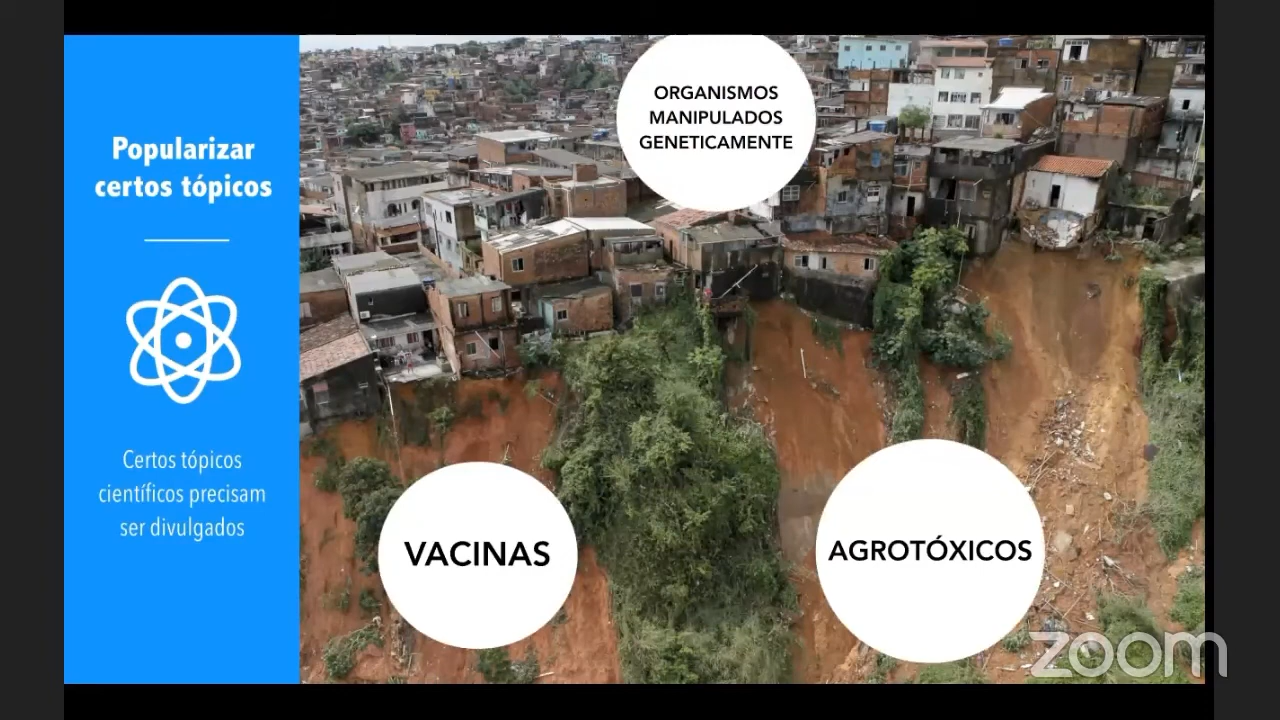 Popularizar
certos tópicos
Certos tópicos
científicos precisam
ser divulgados
ORGANISMOS
MANIPULADOS
GENETICAMENTE
VACINAS
AGROTÓXICOS
zoom